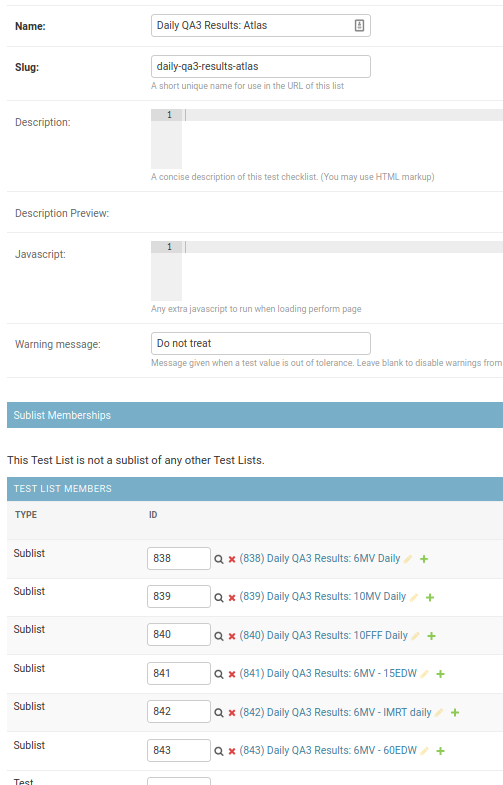 Name: Daily QA3 Results: Atlas
Slug: daily-qa3-results-atlas
A short unique name for use in the URL of this list
Description: 1
A concise description of this test checklist. (You may use HTML markup)
Description Preview:
Javascript: 1
Any extra javascript to run when loading perform page
Warning message: Do not treat
Message given when a test value is out of tolerance. Leave blank to disable warnings from
Sublist Memberships
This Test List is not a sublist of any other Test Lists.
TEST LIST MEMBERS
TYPE ID
Sublist 838 (838) Daily QA3 Results: 6MV Daily
Sublist 839 (839) Daily QA3 Results: 10MV Daily
Sublist 840 (840) Daily QA3 Results: 10FFF Daily
Sublist 841 (841) Daily QA3 Results: 6MV - 15EDW
Sublist 842 (842) Daily QA3 Results: 6MV - IMRT daily
Sublist 843 (843) Daily QA3 Results: 6MV - 60EDW
Test